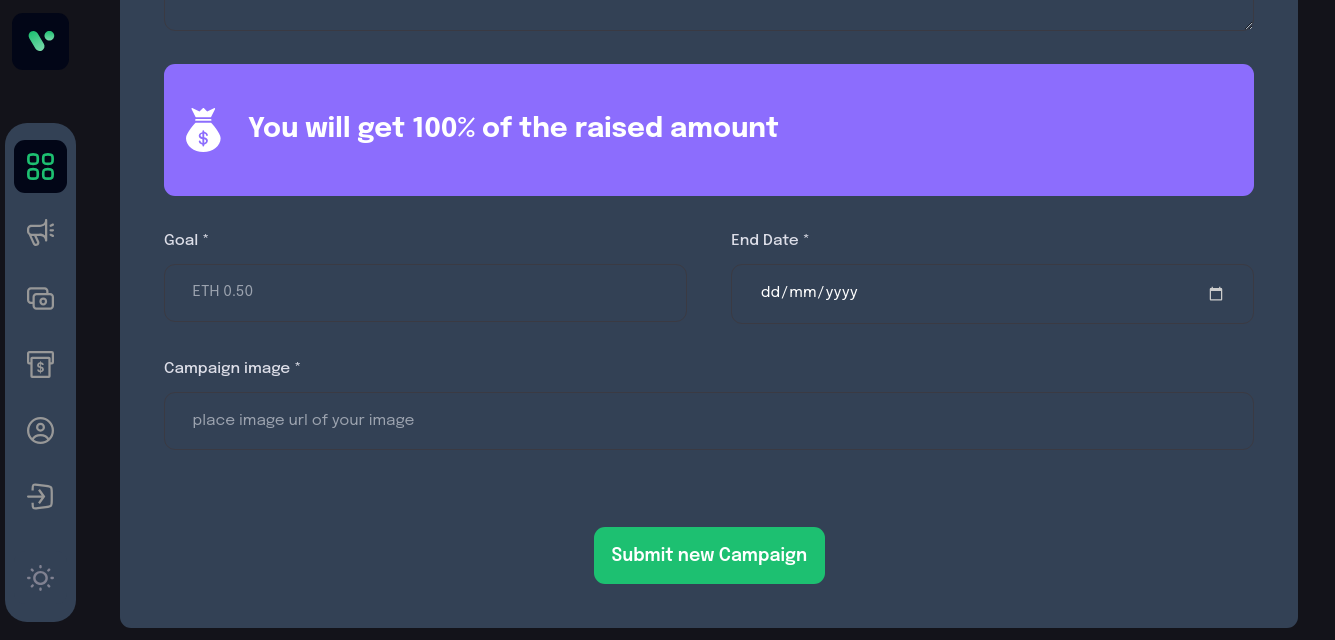 You will get 100% of the raised amount
Goal *
End Date *
ETH 0.50
dd/mm/yyyy
Campaign image *
place image url of your image
Submit new Campaign